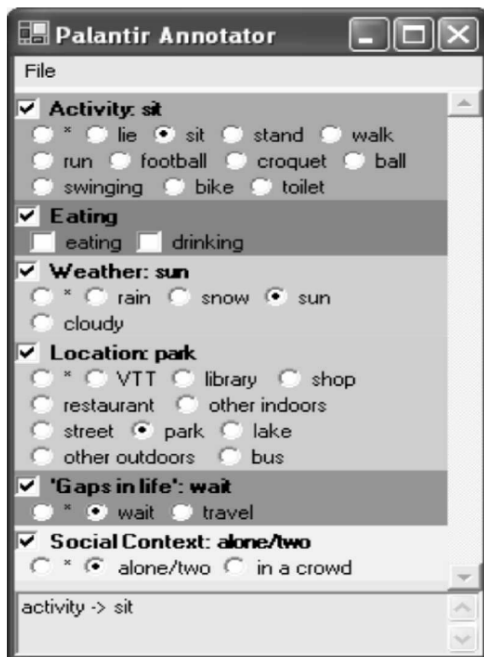 Palantir Annotator
File
Activity: sit
* lie sit stand walk
run football croquet ball
swinging bike toilet
Eating
eating drinking
Weather: sun
* rain snow sun
cloudy
Location: park
* VTT library shop
restaurant other indoors
street park lake
other outdoors bus
'Gaps in life': wait
* wait travel
Social Context: alone/two
* alone/two in a crowd
activity -> sit